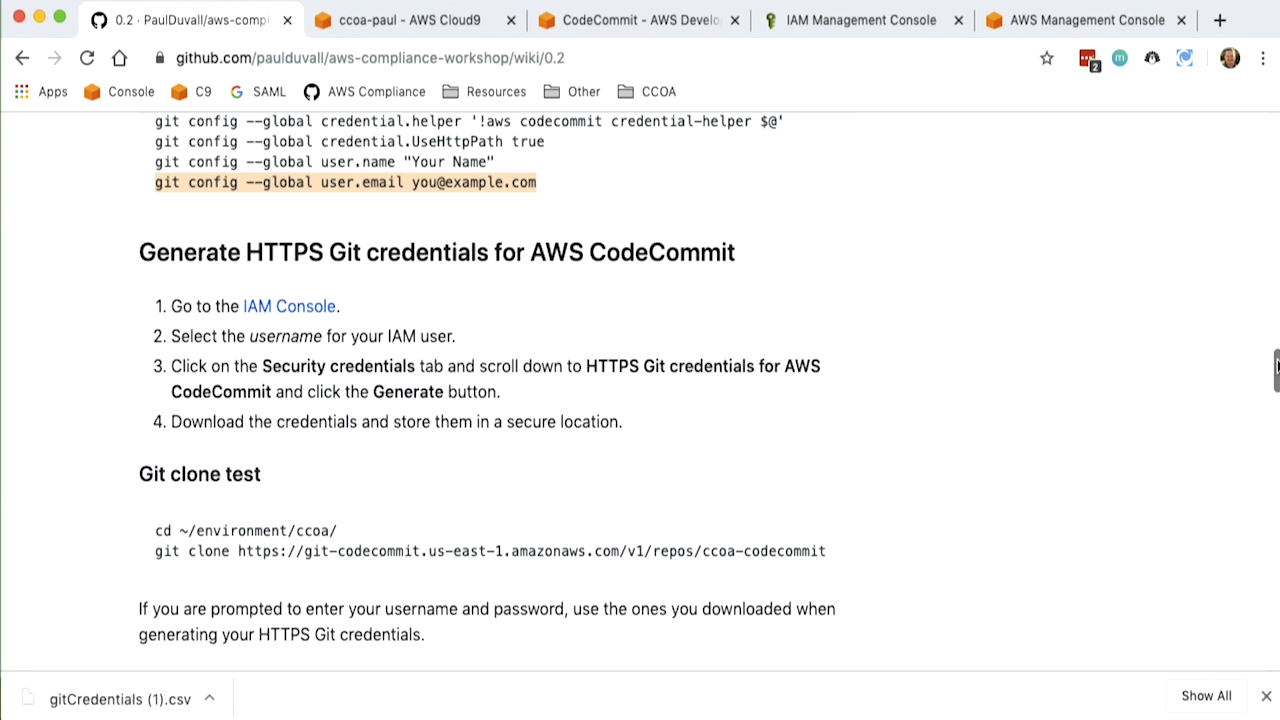 0.2 · PaulDuvall/aws-compl
ccoa-paul - AWS Cloud9
CodeCommit - AWS Develo
IAM Management Console
AWS Management Console
github.com/paulduvall/aws-compliance-workshop/wiki/0.2
2
m
Apps
Console
C9
SAML
AWS Compliance
Resources
Other
CCOA
git config --global credential.helper '!aws codecommit credential-helper $@'
git config --global credential.UseHttpPath true
git config --global user.name "Your Name"
git config --global user.email you@example.com
Generate HTTPS Git credentials for AWS CodeCommit
1. Go to the IAM Console.
2. Select the username for your IAM user.
3. Click on the Security credentials tab and scroll down to HTTPS Git credentials for AWS
CodeCommit and click the Generate button.
4. Download the credentials and store them in a secure location.
Git clone test
cd ~/environment/ccoa/
git clone https://git-codecommit.us-east-1.amazonaws.com/v1/repos/ccoa-codecommit
If you are prompted to enter your username and password, use the ones you downloaded when
generating your HTTPS Git credentials.
gitCredentials (1).csv
Show All